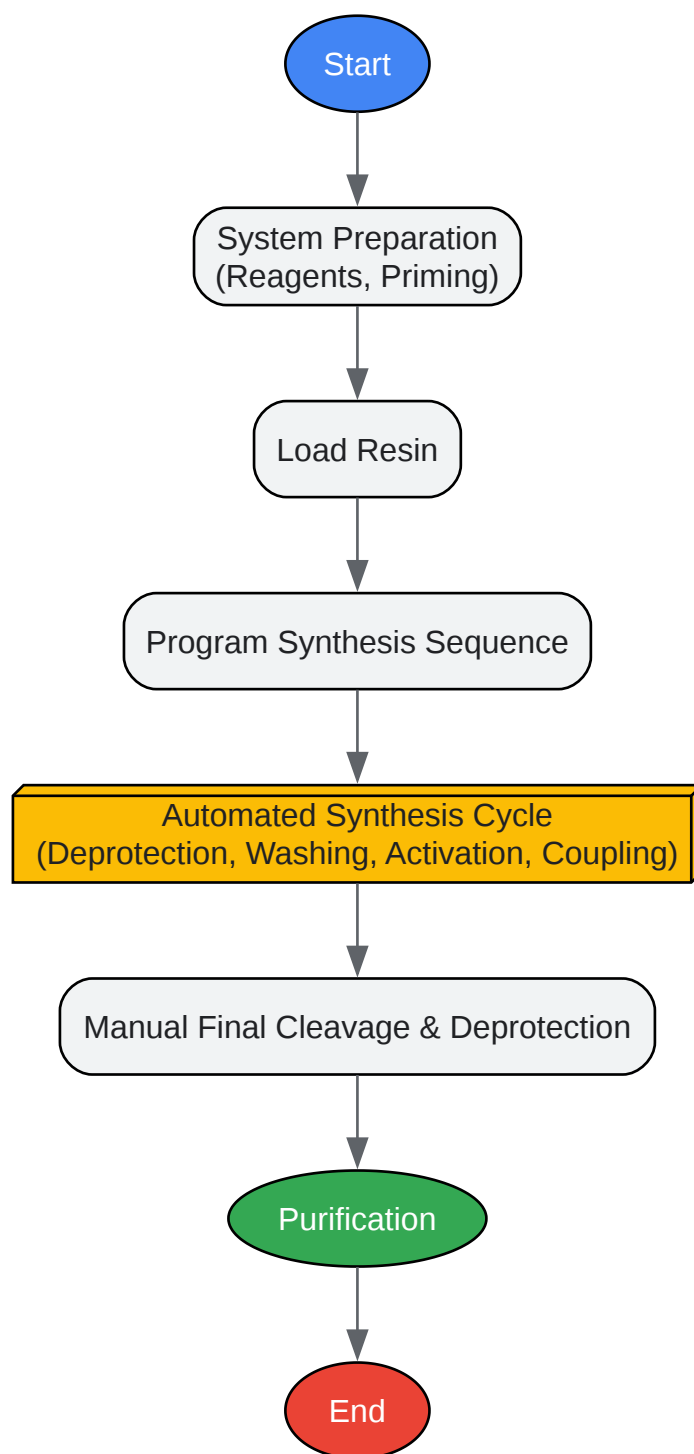 Start
System Preparation
(Reagents, Priming)
Load Resin
Program Synthesis Sequence
Automated Synthesis Cycle
(Deprotection, Washing, Activation, Coupling)
Manual Final Cleavage & Deprotection
Purification
End